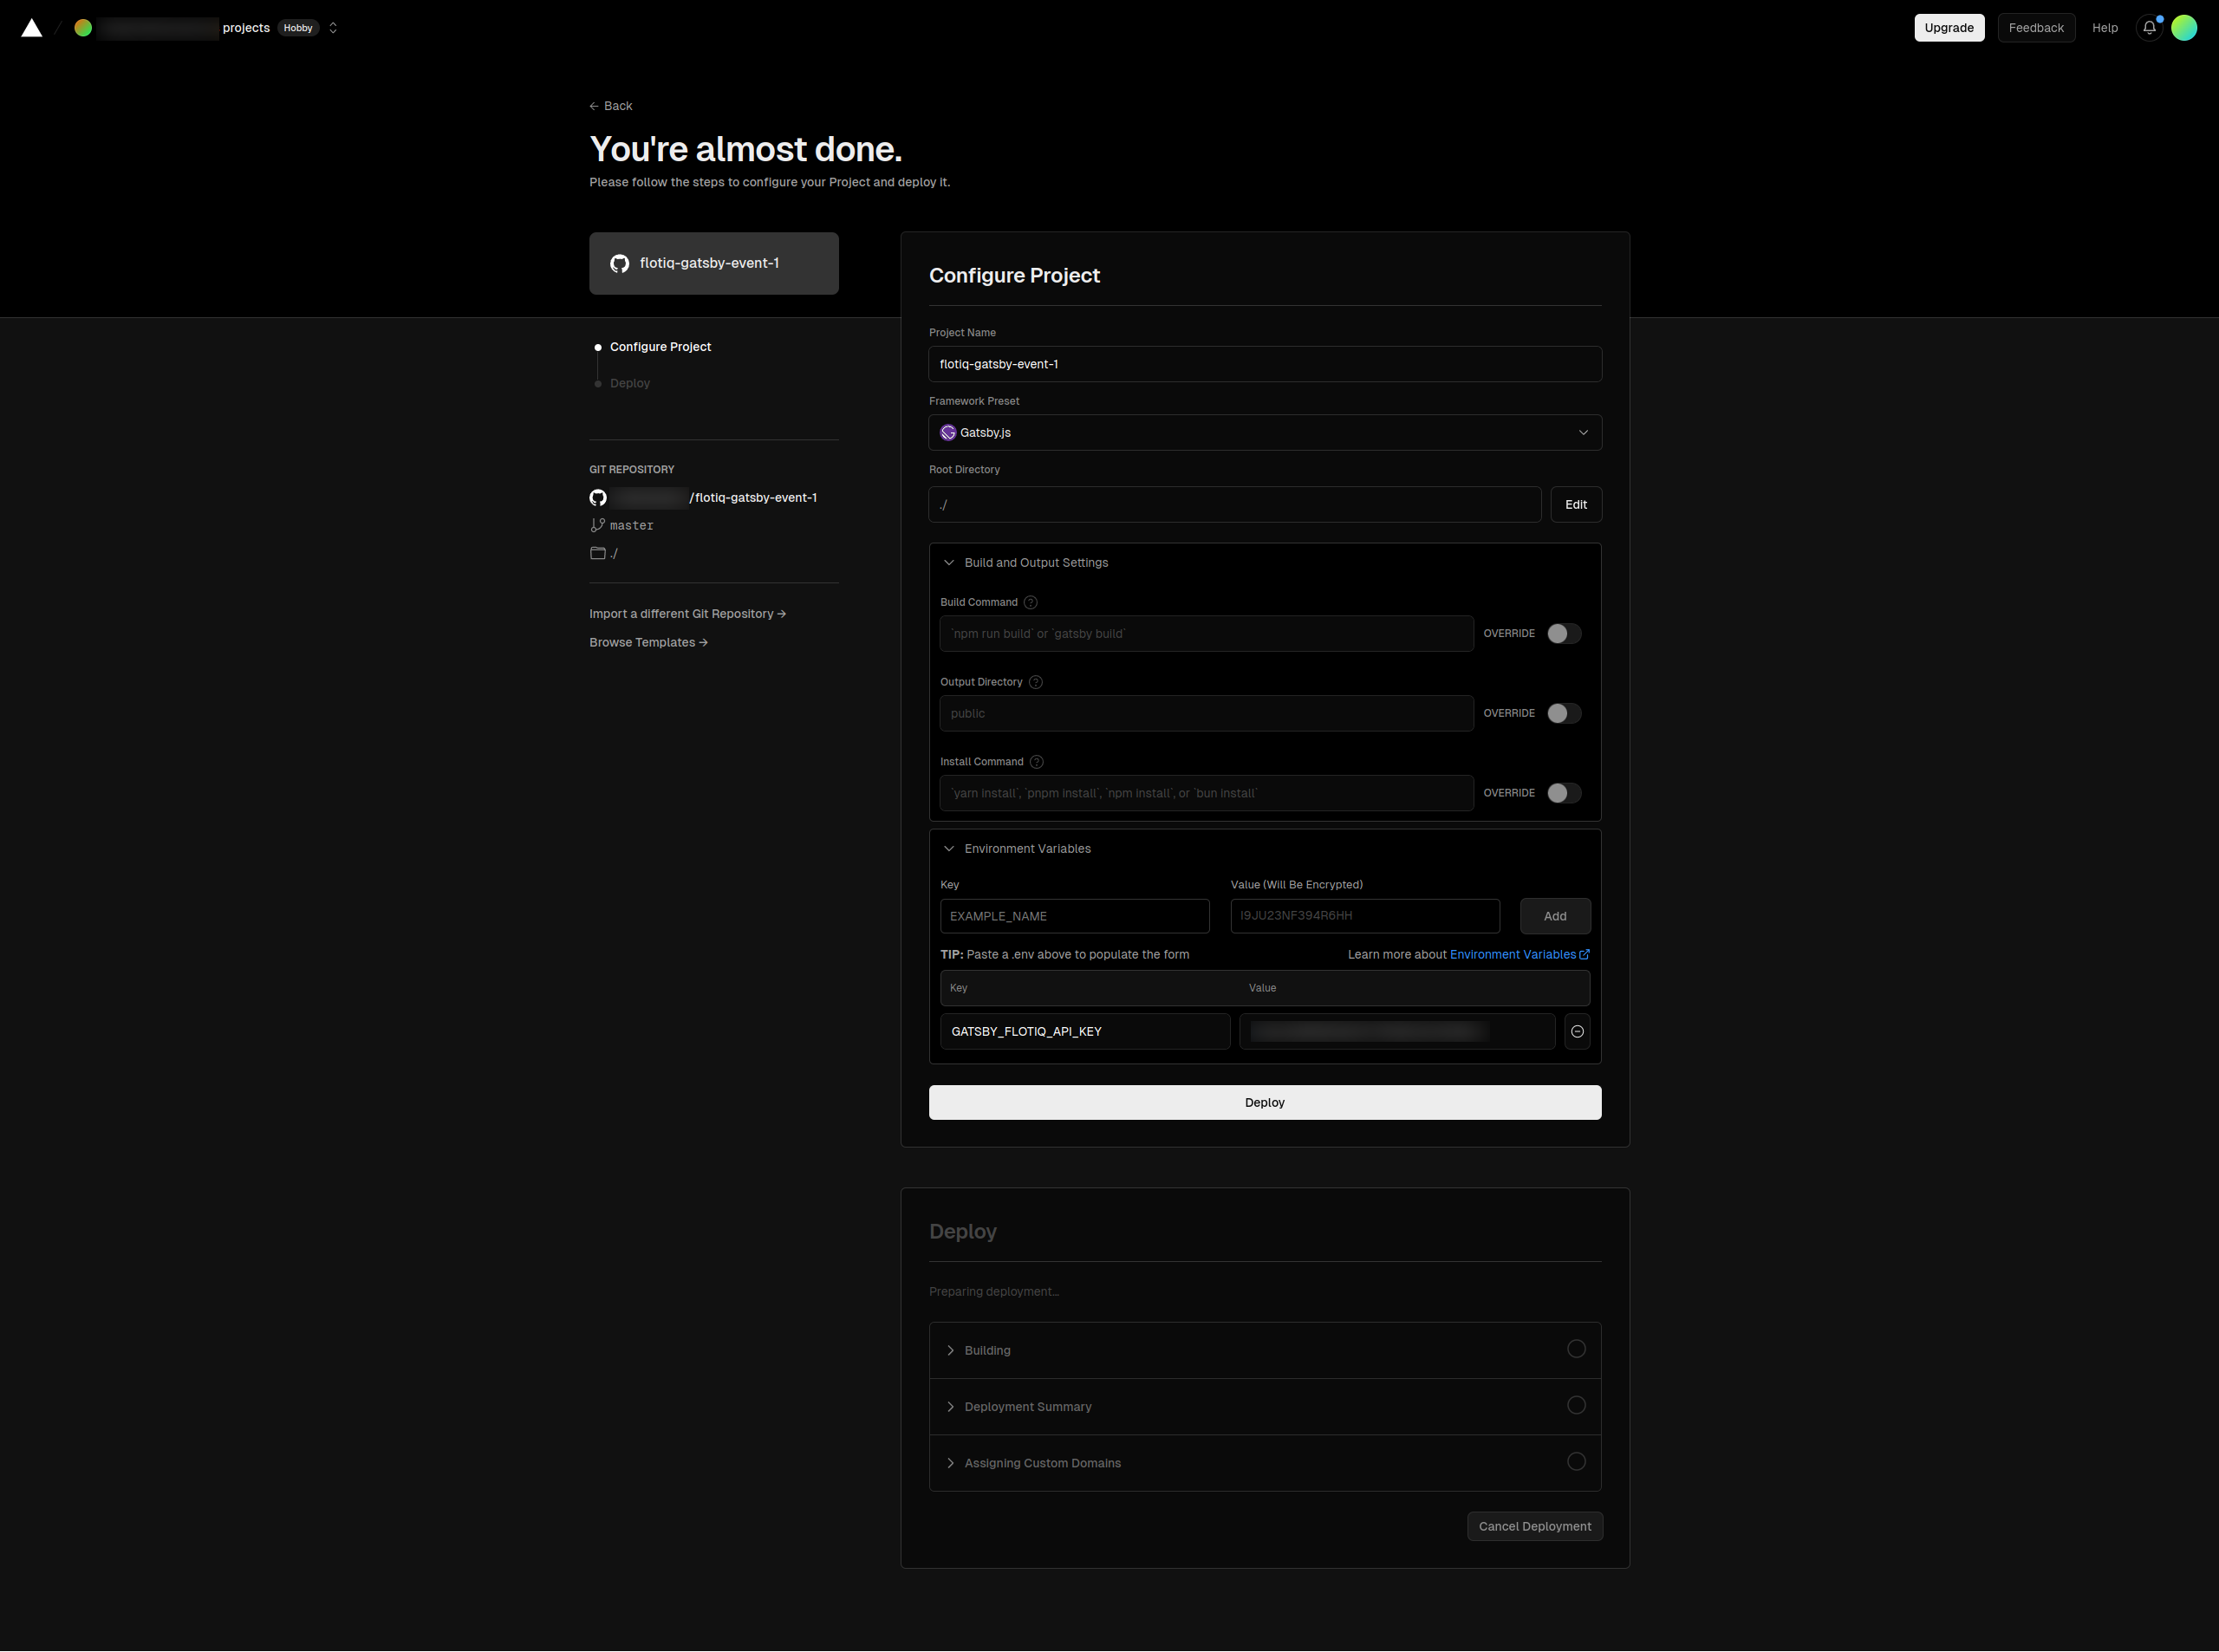 projects Hobby
Upgrade Feedback Help
← Back
You're almost done.
Please follow the steps to configure your Project and deploy it.
flotiq-gatsby-event-1
Configure Project
Deploy
GIT REPOSITORY
/flotiq-gatsby-event-1
master
./
Import a different Git Repository →
Browse Templates →
Configure Project
Project Name
flotiq-gatsby-event-1
Framework Preset
Gatsby.js
Root Directory
./ Edit
Build and Output Settings
Build Command ?
`npm run build` or `gatsby build` OVERRIDE
Output Directory ?
public OVERRIDE
Install Command ?
`yarn install`, `pnpm install`, `npm install`, or `bun install` OVERRIDE
Environment Variables
Key Value (Will Be Encrypted)
EXAMPLE_NAME I9JU23NF394R6HH Add
TIP: Paste a .env above to populate the form Learn more about Environment Variables
Key Value
GATSBY_FLOTIQ_API_KEY
Deploy
Deploy
Preparing deployment...
Building
Deployment Summary
Assigning Custom Domains
Cancel Deployment